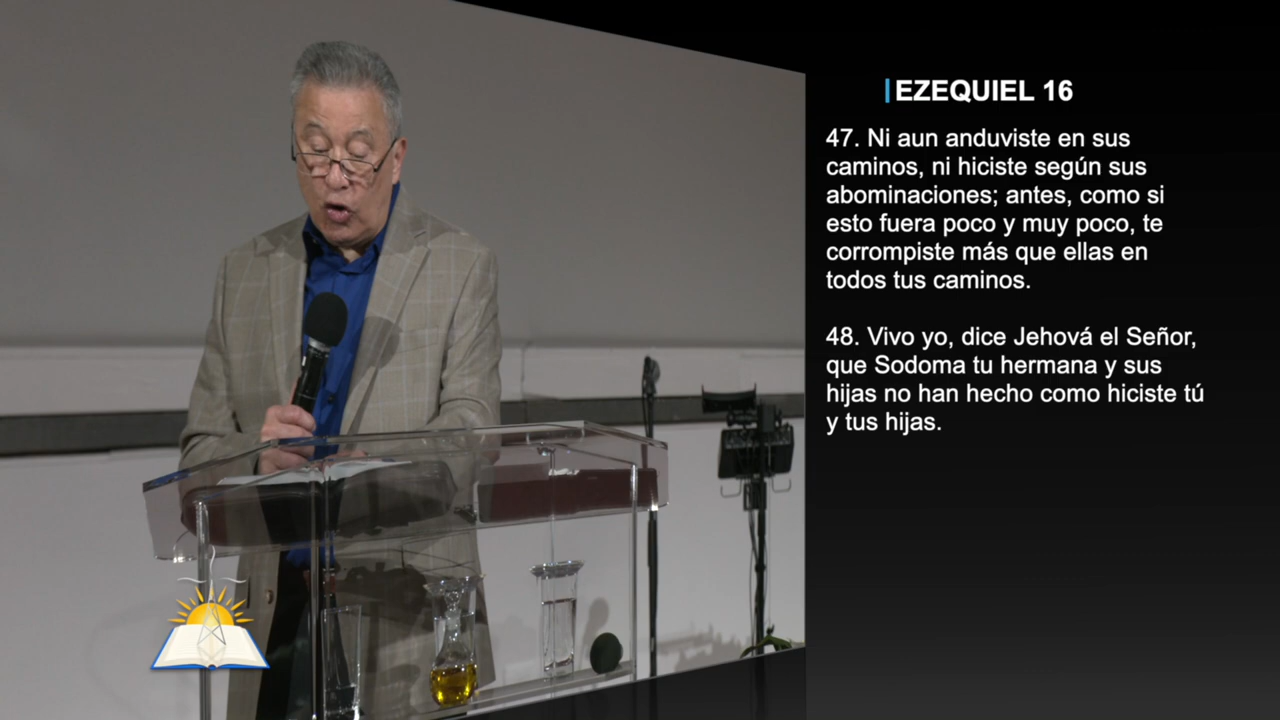 EZEQUIEL 16
47. Ni aun anduviste en sus
caminos, ni hiciste según sus
abominaciones; antes, como si
esto fuera poco y muy poco, te
corrompiste más que ellas en
todos tus caminos.
48. Vivo yo, dice Jehová el Señor,
que Sodoma tu hermana y sus
hijas no han hecho como hiciste tú
y tus hijas.